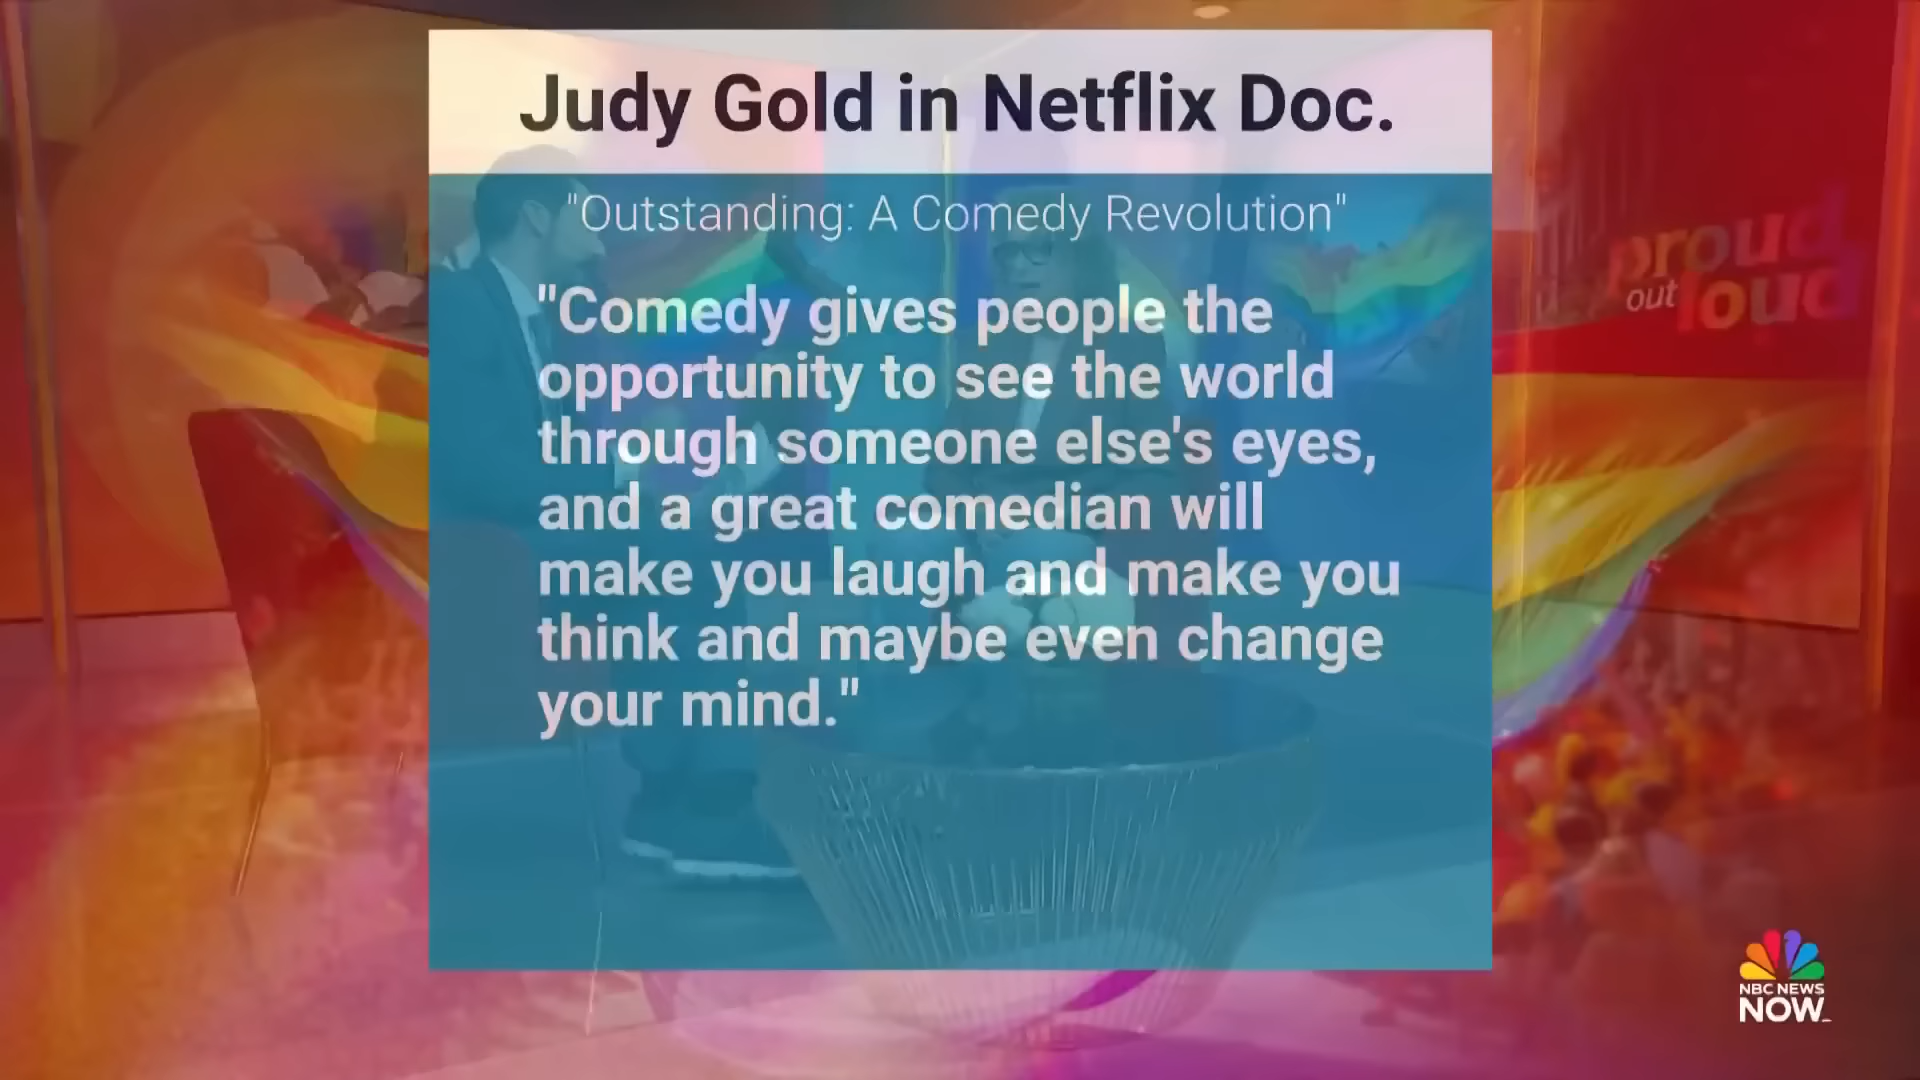 Judy Gold in Netflix Doc.
"Outstanding: A Comedy Revolution"
"Comedy gives people the
opportunity to see the world
through someone else's eyes,
and a great comedian will
make you laugh and make you
think and maybe even change
your mind."
proud
out loud
NBC NEWS
NOW_